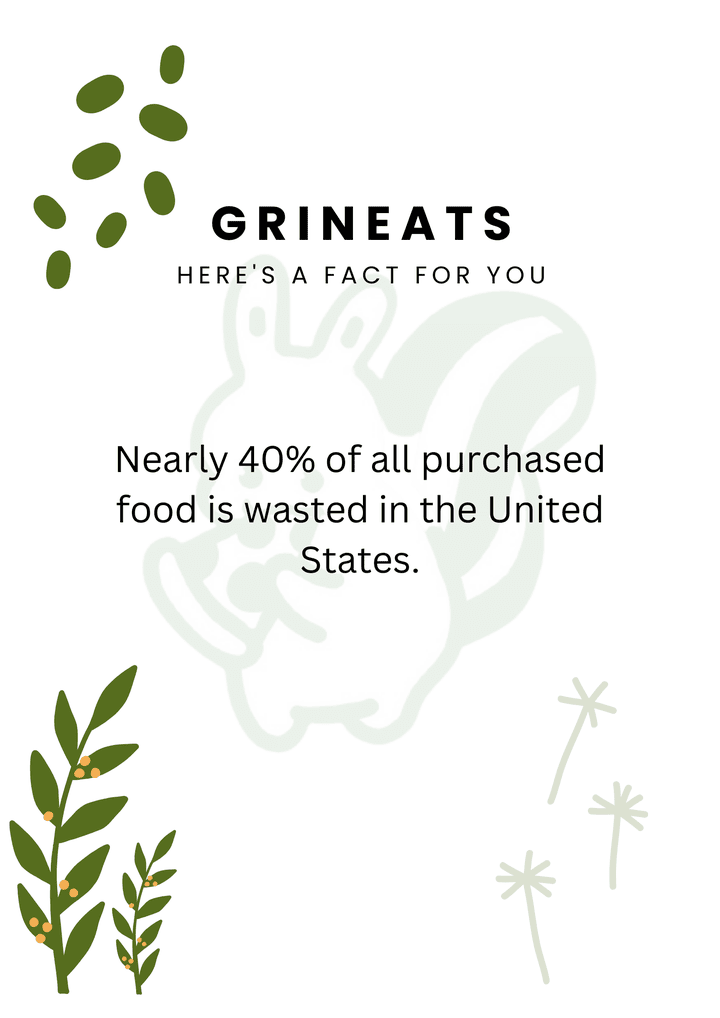 GRINEATS
HERE'S A FACT FOR YOU
Nearly 40% of all purchased
food is wasted in the United
States.